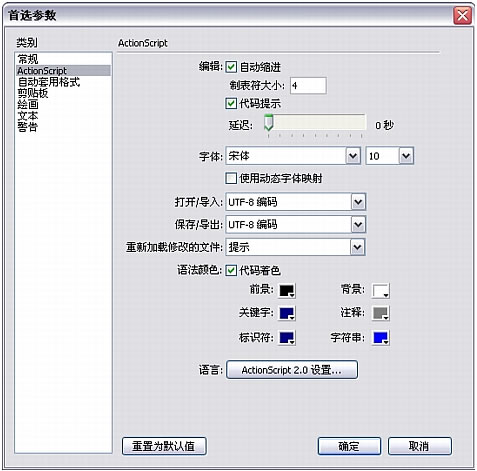 首选参数
类别
常规
ActionScript
自动套用格式
剪贴板
绘画
文本
警告
ActionScript
编辑: 自动缩进
制表符大小: 4
代码提示
延迟: 0 秒
字体: 宋体 10
使用动态字体映射
打开/导入: UTF-8 编码
保存/导出: UTF-8 编码
重新加载修改的文件: 提示
语法颜色: 代码着色
前景: 背景:
关键字: 注释:
标识符: 字符串:
语言: ActionScript 2.0 设置...
重置为默认值 确定 取消